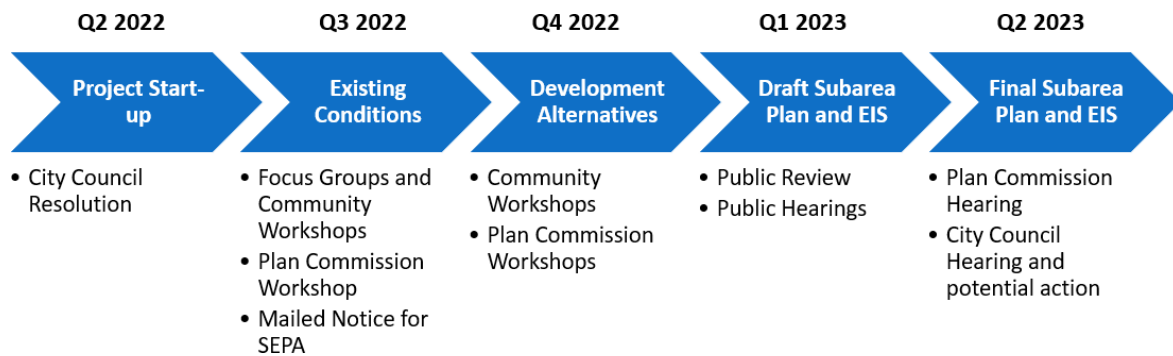 Q2 2022
Q3 2022
Q4 2022
Q1 2023
Q2 2023
Project Start-
up
Existing
Conditions
Development
Alternatives
Draft Subarea
Plan and EIS
Final Subarea
Plan and EIS
• City Council
Resolution
• Focus Groups and
Community
Workshops
• Plan Commission
Workshop
• Mailed Notice for
SEPA
• Community
Workshops
• Plan Commission
Workshops
• Public Review
• Public Hearings
• Plan Commission
Hearing
• City Council
Hearing and
potential action